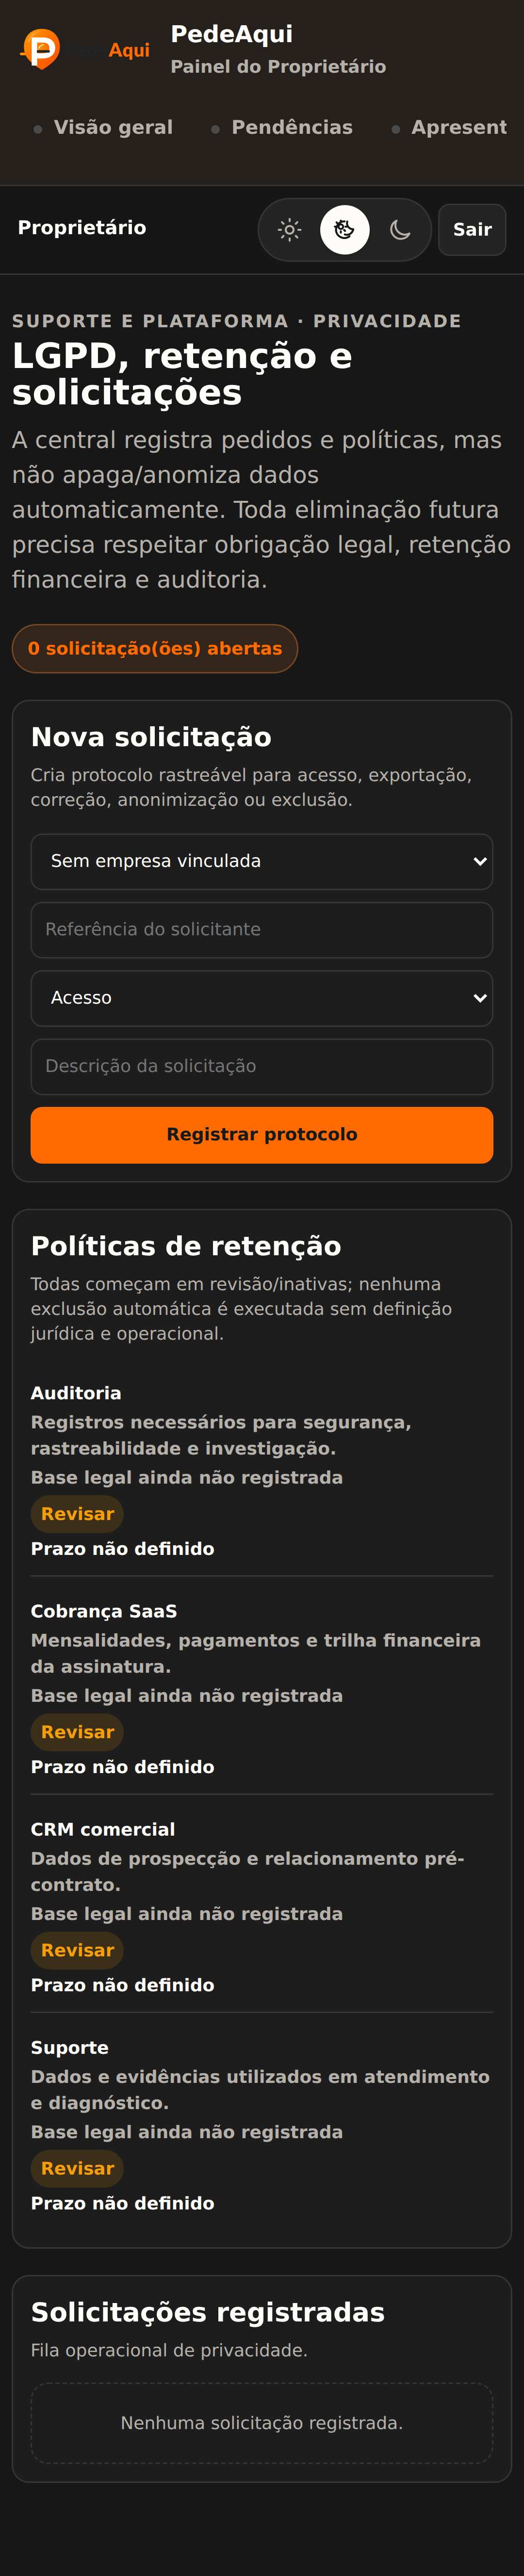 Aqui
PedeAqui
Painel do Proprietário
Visão geral
Pendências
Apresent
Proprietário
Sair
SUPORTE E PLATAFORMA · PRIVACIDADE
LGPD, retenção e
solicitações
A central registra pedidos e políticas, mas
não apaga/anomiza dados
automaticamente. Toda eliminação futura
precisa respeitar obrigação legal, retenção
financeira e auditoria.
0 solicitação(ões) abertas
Nova solicitação
Cria protocolo rastreável para acesso, exportação,
correção, anonimização ou exclusão.
Sem empresa vinculada
Referência do solicitante
Acesso
Descrição da solicitação
Registrar protocolo
Políticas de retenção
Todas começam em revisão/inativas; nenhuma
exclusão automática é executada sem definição
jurídica e operacional.
Auditoria
Registros necessários para segurança,
rastreabilidade e investigação.
Base legal ainda não registrada
Revisar
Prazo não definido
Cobrança SaaS
Mensalidades, pagamentos e trilha financeira
da assinatura.
Base legal ainda não registrada
Revisar
Prazo não definido
CRM comercial
Dados de prospecção e relacionamento pré-
contrato.
Base legal ainda não registrada
Revisar
Prazo não definido
Suporte
Dados e evidências utilizados em atendimento
e diagnóstico.
Base legal ainda não registrada
Revisar
Prazo não definido
Solicitações registradas
Fila operacional de privacidade.
Nenhuma solicitação registrada.